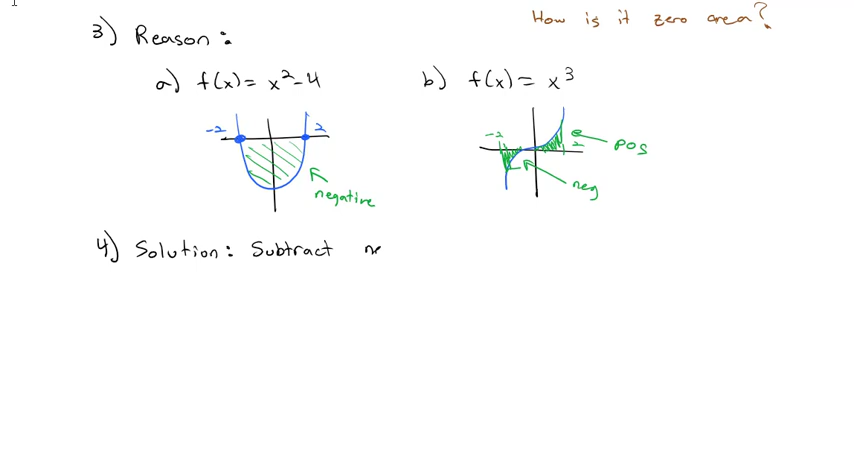 How is it zero area?
3) Reason:
a) f(x) = x² - 4
b) f(x) = x³
-2 2
negative
-2 2
pos
neg
4) Solution: Subtract